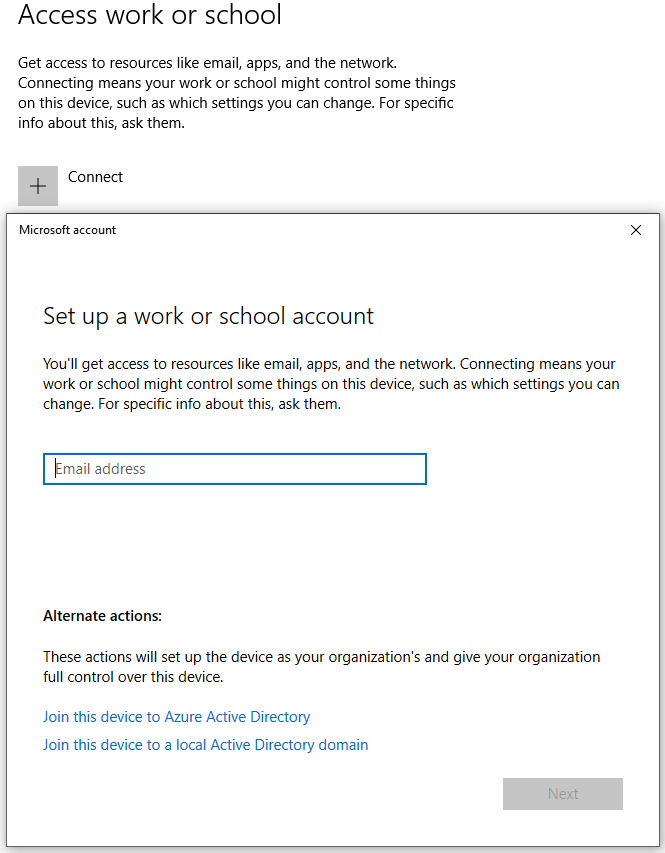 Access work or school
Get access to resources like email, apps, and the network.
Connecting means your work or school might control some things
on this device, such as which settings you can change. For specific
info about this, ask them.
Connect
Microsoft account
Set up a work or school account
You'll get access to resources like email, apps, and the network. Connecting means your
work or school might control some things on this device, such as which settings you can
change. For specific info about this, ask them.
Email address
Alternate actions:
These actions will set up the device as your organization's and give your organization
full control over this device.
Join this device to Azure Active Directory
Join this device to a local Active Directory domain
Next